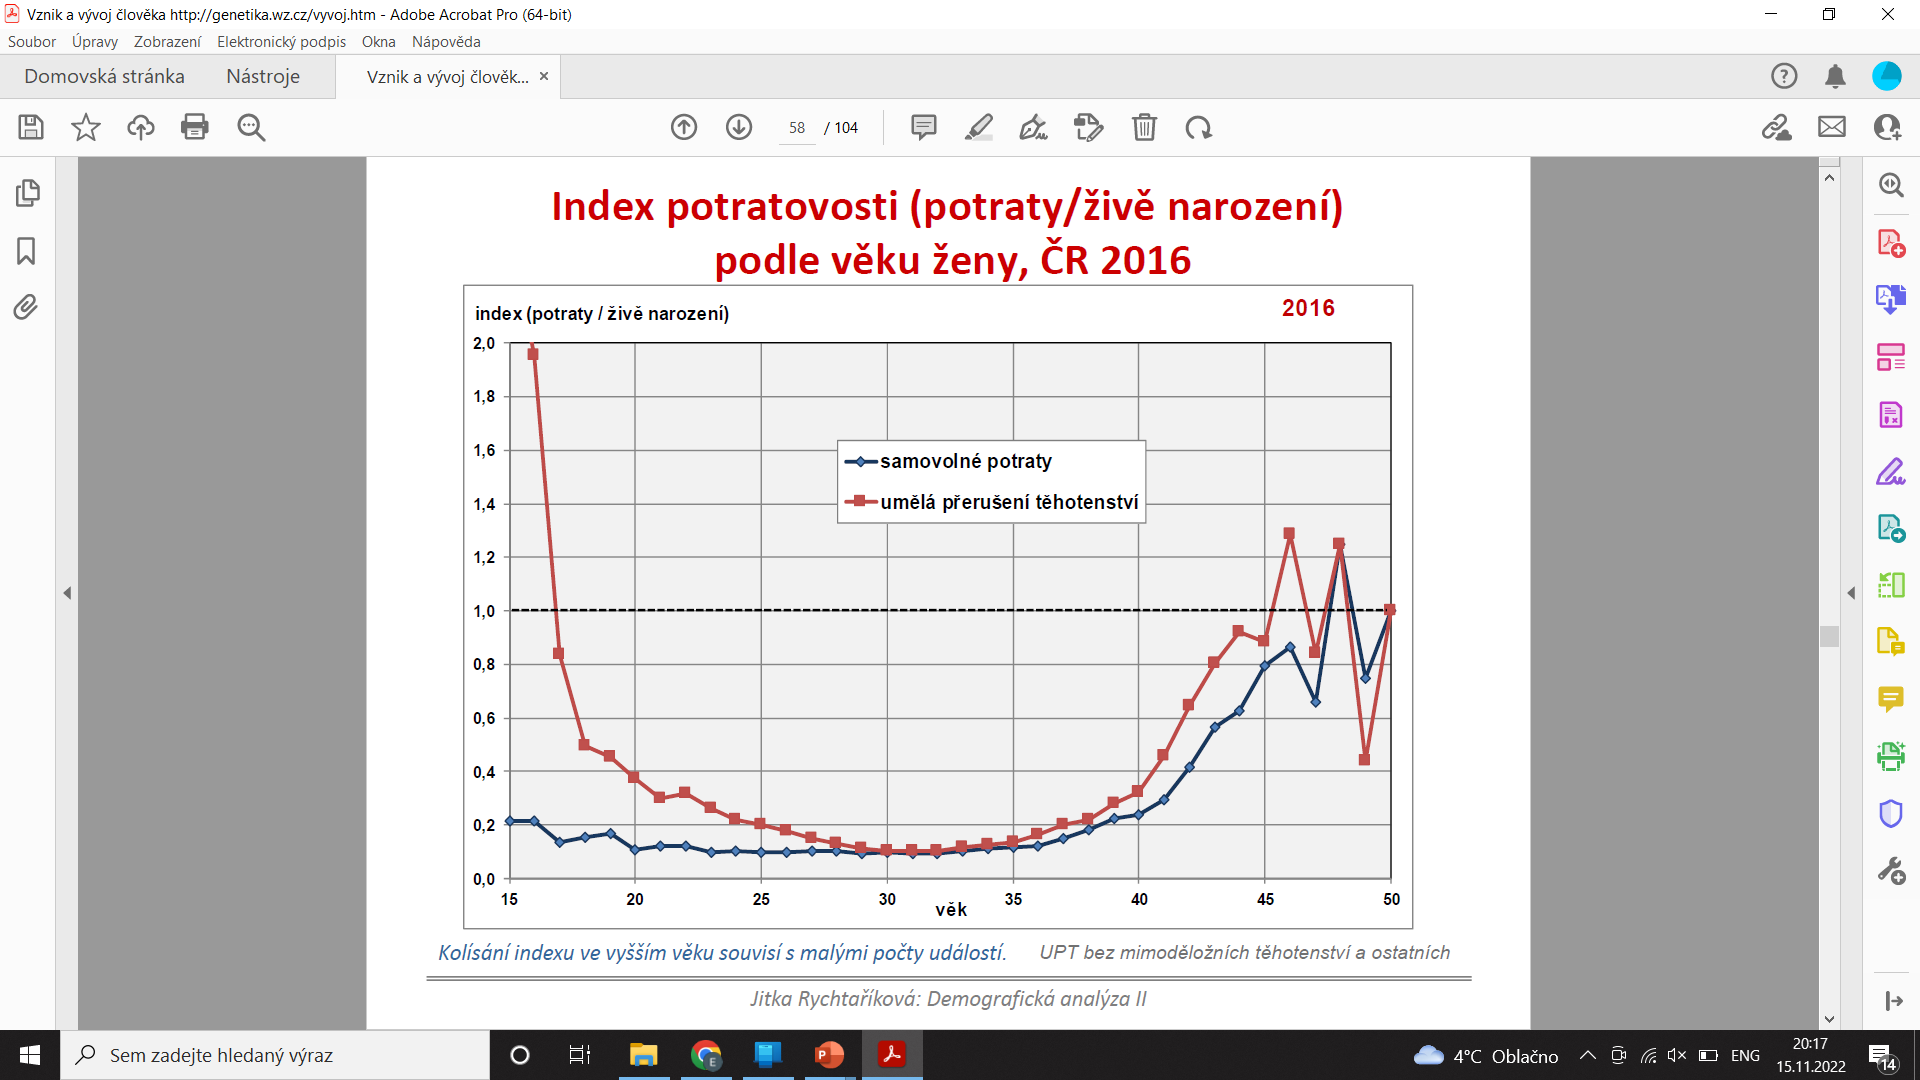 Vznik a vývoj člověka http://genetika.wz.cz/vyvoj.htm - Adobe Acrobat Pro (64-bit)
Soubor Úpravy Zobrazení Elektronický podpis Okna Nápověda
Domovská stránka Nástroje Vznik a vývoj člověk... ×
58 / 104
Index potratovosti (potraty/živě narození)
podle věku ženy, ČR 2016
index (potraty / živě narození)
2016
2,0
1,8
1,6
1,4
1,2
1,0
0,8
0,6
0,4
0,2
0,0
samovolné potraty
umělá přerušení těhotenství
15 20 25 30 35 40 45 50
věk
Kolísání indexu ve vyšším věku souvisí s malými počty událostí.
UPT bez mimoděložních těhotenství a ostatních
Jitka Rychtaříková: Demografická analýza II
Sem zadejte hledaný výraz
4°C Oblačno
ENG
20:17
15.11.2022
14